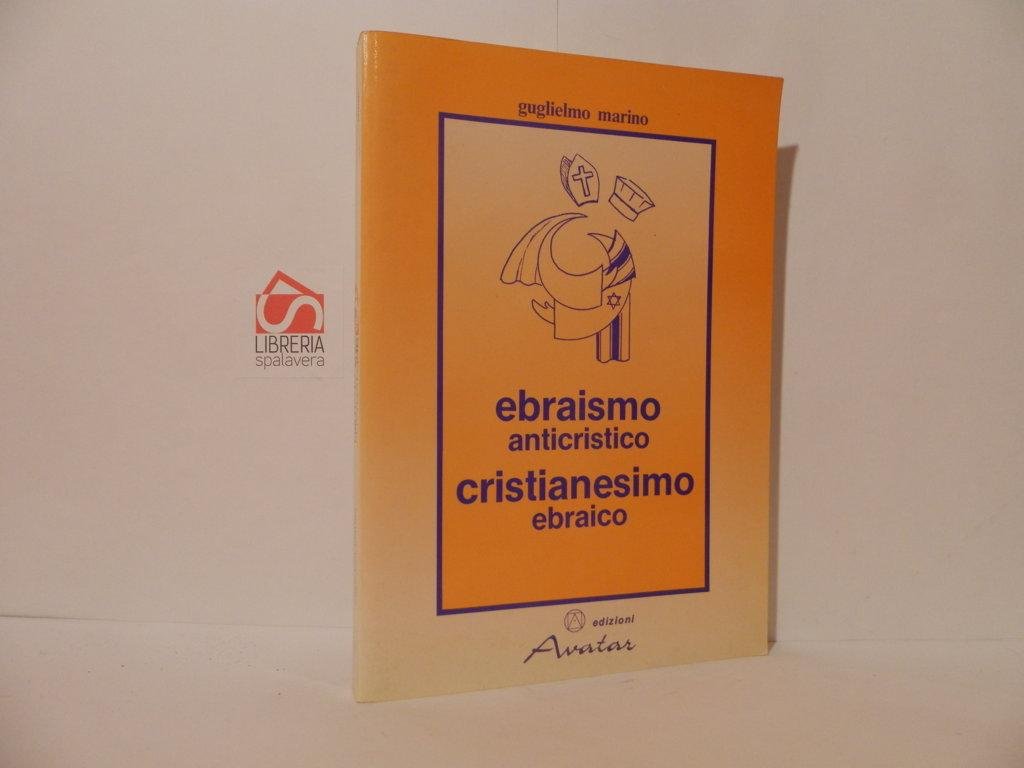 guglielmo marino
ebraismo
anticristico
cristianesimo
ebraico
edizioni
Avatar
LIBRERIA
spalavera